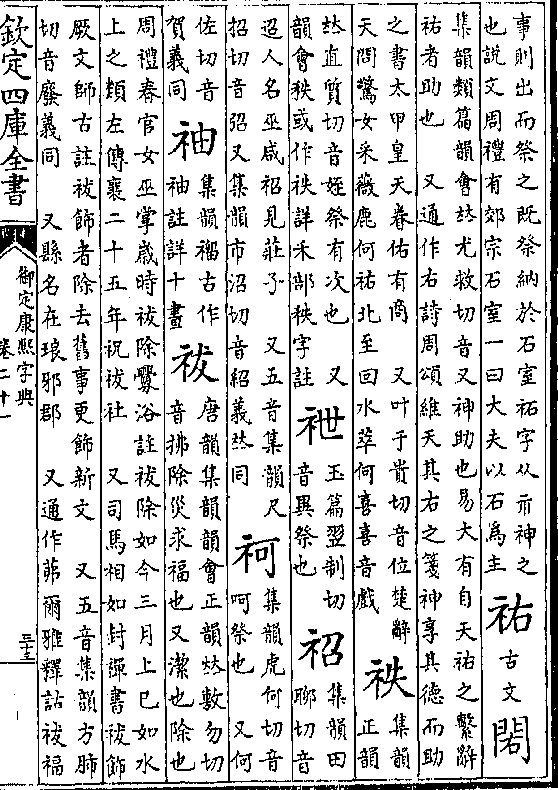 事則出而祭之既祭納於石室祏字从示神之
也説文周禮有郊宗石室一曰大夫以石為主
祐
古文
集韻類篇韻會𠀤尤救切音又神助也易大有自天祐之繫辭
祐者助也 又通作右詩周頌維天其右之箋神享其德而助
之書太甲皇天眷佑有商 又叶于貴切音位楚辭
天問驚女采薇鹿何祐北至回水萃何喜喜音戲
祑
集韻
正韻
𠀤直質切音姪祭有次也 又
韻會秩或作祑詳禾部秩字註
玉篇翌制切
音異祭也
祒
集韻田
聊切音
迢人名巫咸祒見莊子 又五音集韻尺
招切音弨又集韻市沼切音紹義𠀤同
集韻虎何切音
呵祭也 又何
佐切音
賀義同
䄂
集韻禂古作
䄂註詳十畫
祓
唐韻集韻韻會正韻𠀤敷勿切
音拂除災求福也又潔也除也
周禮春官女巫掌歲時祓除釁浴註祓除如今三月上巳如水
上之類左傳襄二十五年祝祓社 又司馬相如封禪書祓飾
厥文師古註祓飾者除去舊事更飾新文 又五音集韻方肺
切音廢義同 又縣名在琅邪郡 又通作茀爾雅釋詁祓福
欽定四庫全書
御定康熙字典
卷二十一
三十三